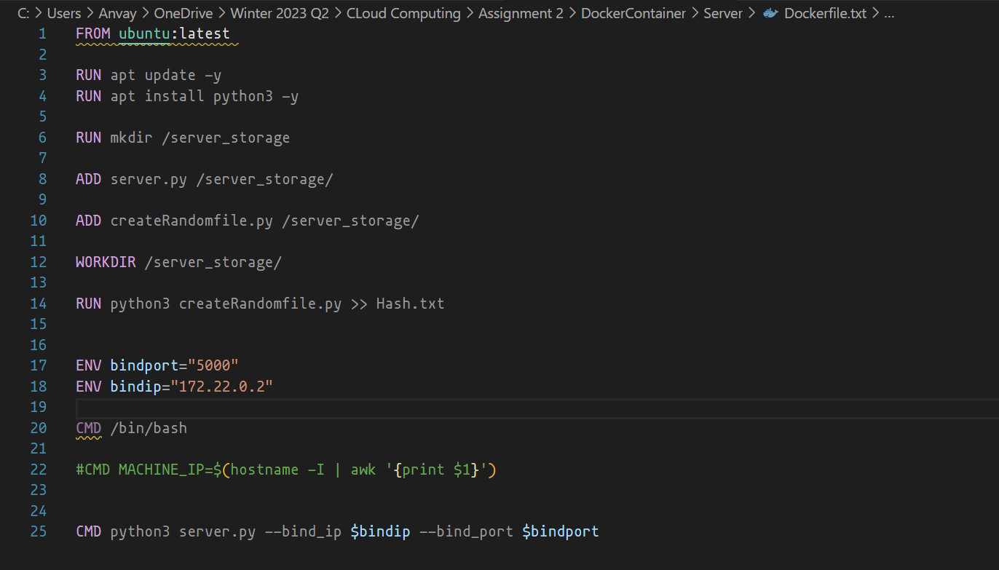 C: > Users > Anvay > OneDrive > Winter 2023 Q2 > CLoud Computing > Assignment 2 > DockerContainer > Server > Dockerfile.txt > ...
1 FROM ubuntu:latest
2
3 RUN apt update -y
4 RUN apt install python3 -y
5
6 RUN mkdir /server_storage
7
8 ADD server.py /server_storage/
9
10 ADD createRandomfile.py /server_storage/
11
12 WORKDIR /server_storage/
13
14 RUN python3 createRandomfile.py >> Hash.txt
15
16
17 ENV bindport="5000"
18 ENV bindip="172.22.0.2"
19
20 CMD /bin/bash
21
22 #CMD MACHINE_IP=$(hostname -I | awk '{print $1}')
23
24
25 CMD python3 server.py --bind_ip $bindip --bind_port $bindport